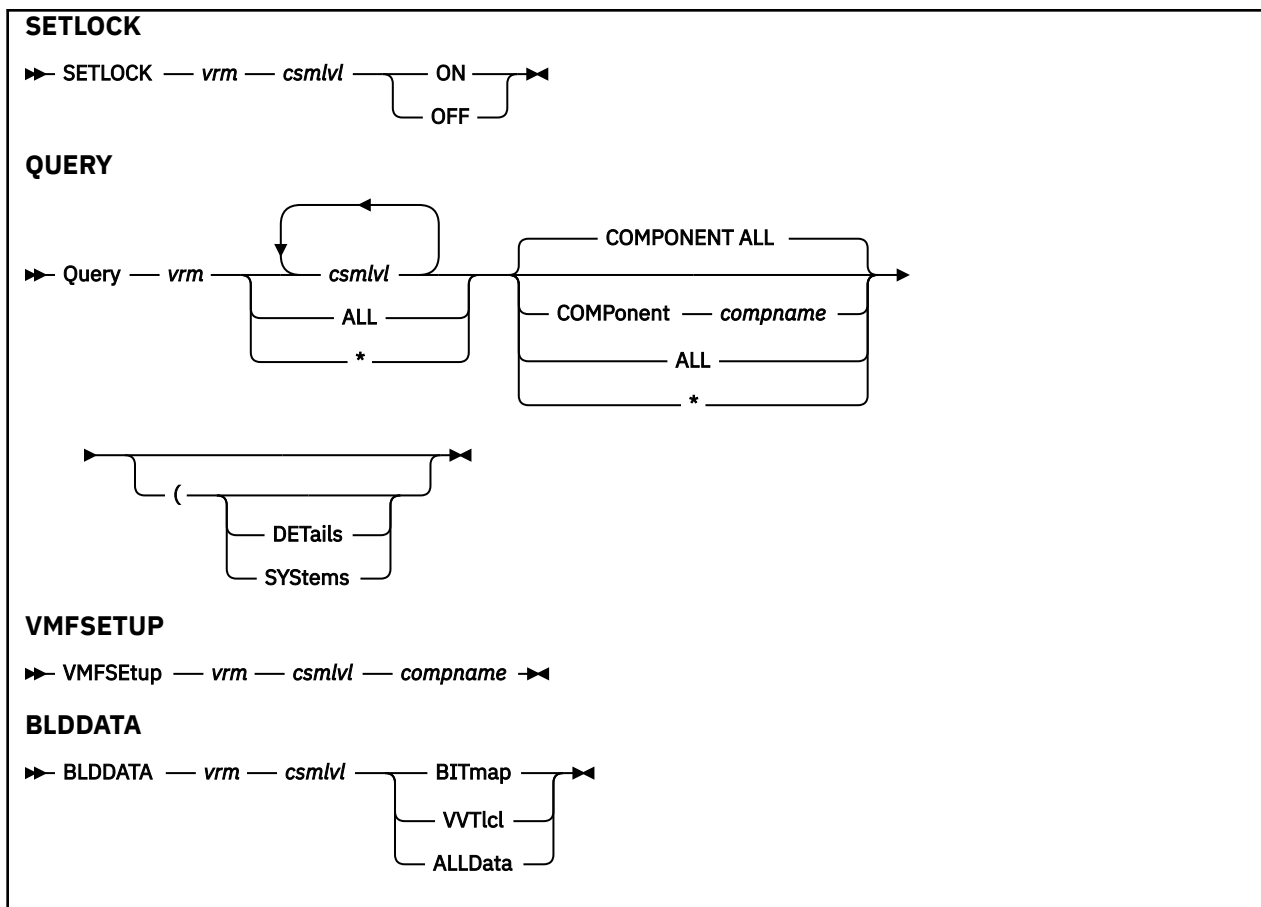 SETLOCK
SETLOCK vrm csmlvl ON
OFF
QUERY
COMPONENT ALL
Query vrm csmlvl
COMPonent compname
ALL
ALL
*
*
(
DETails
SYStems
VMFSETUP
VMFSEtup vrm csmlvl compname
BLDDATA
BLDDATA vrm csmlvl BITmap
VVTlcl
ALLData